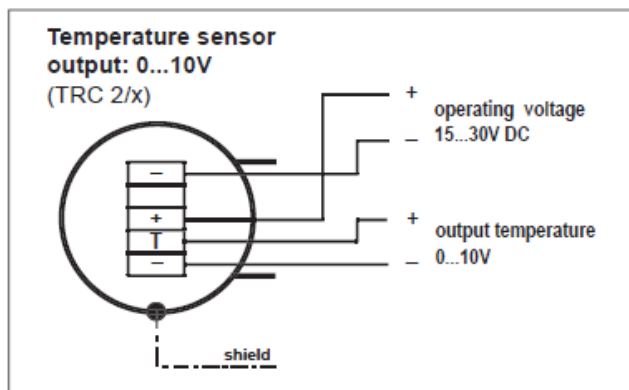 Temperature sensor
output: 0...10V
(TRC 2/x)
+
operating voltage
– 15...30V DC
–
+
T
–
+
output temperature
– 0...10V
shield